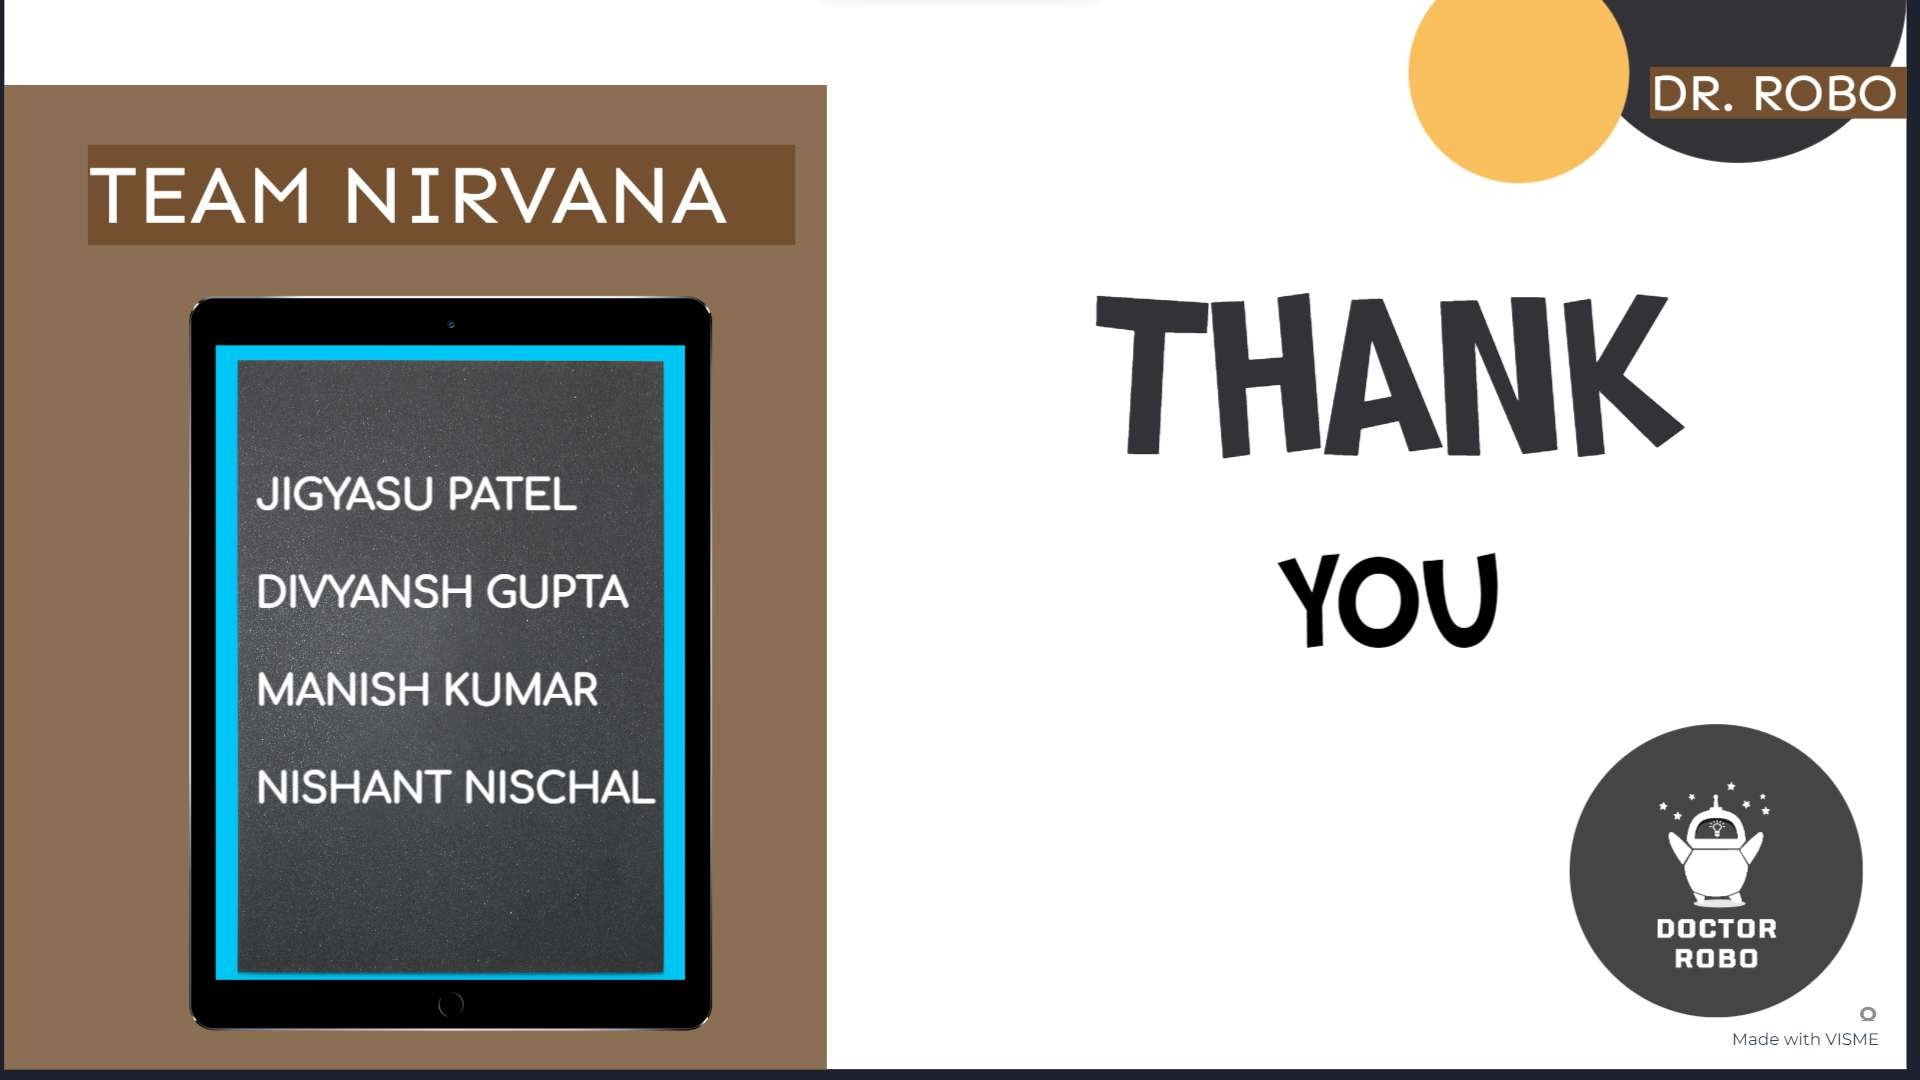 DR. ROBO
TEAM NIRVANA
JIGYASU PATEL
DIVYANSH GUPTA
MANISH KUMAR
NISHANT NISCHAL
THANK
YOU
DOCTOR
ROBO
Made with VISME